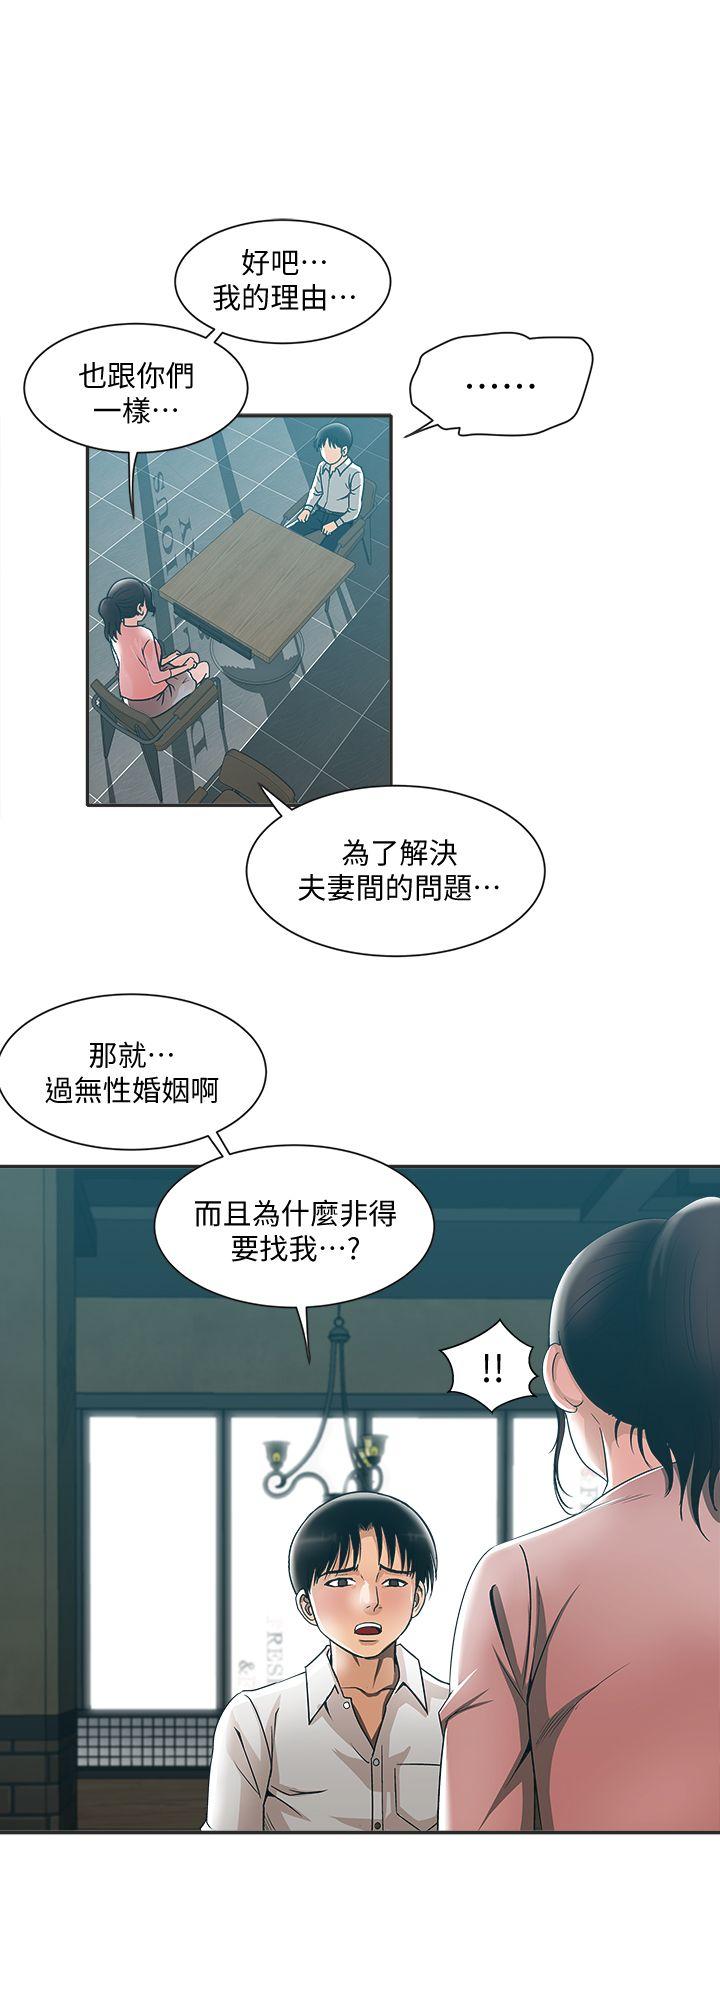 好吧⋯
我的理由⋯
也跟你們
一樣⋯
⋯⋯
為了解決
夫妻間的問題⋯
那就⋯
過無性婚姻啊
而且為什麼非得
要找我⋯?
!!
FRES
&